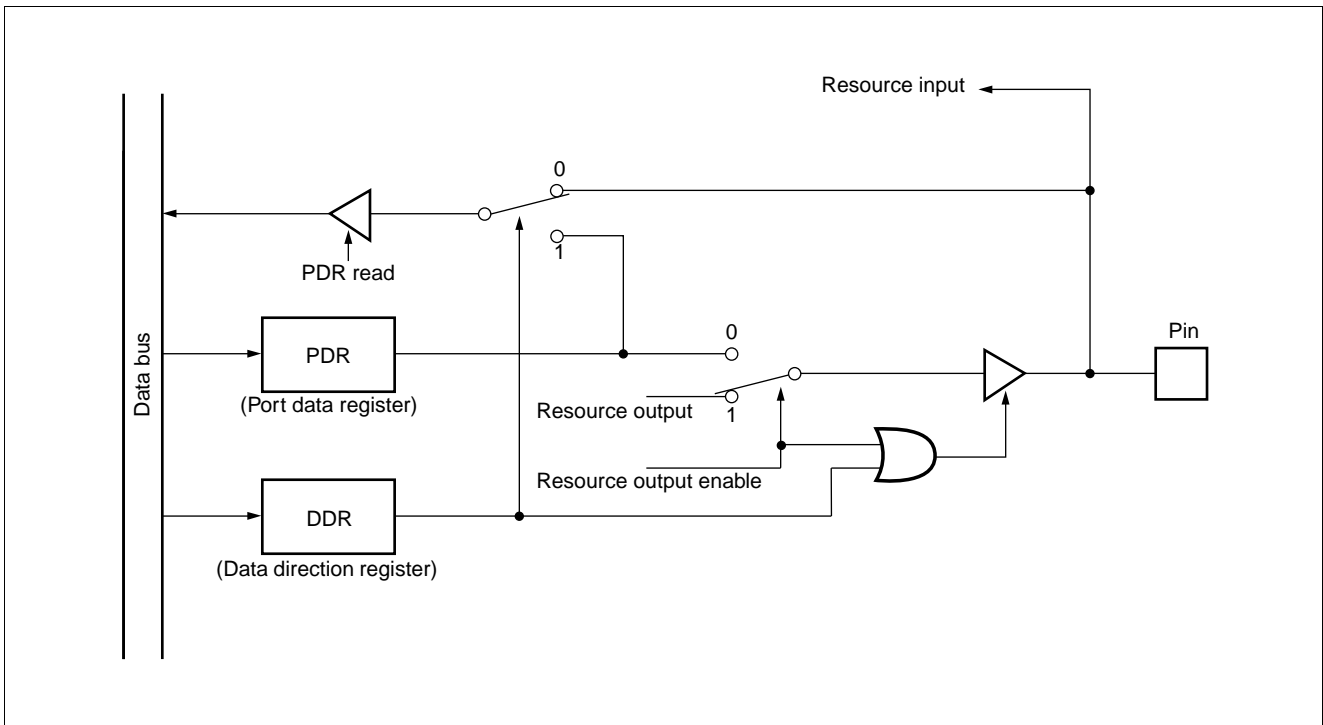 Resource input
0
1
PDR read
Data bus
PDR
(Port data register)
0
Pin
Resource output
1
Resource output enable
DDR
(Data direction register)